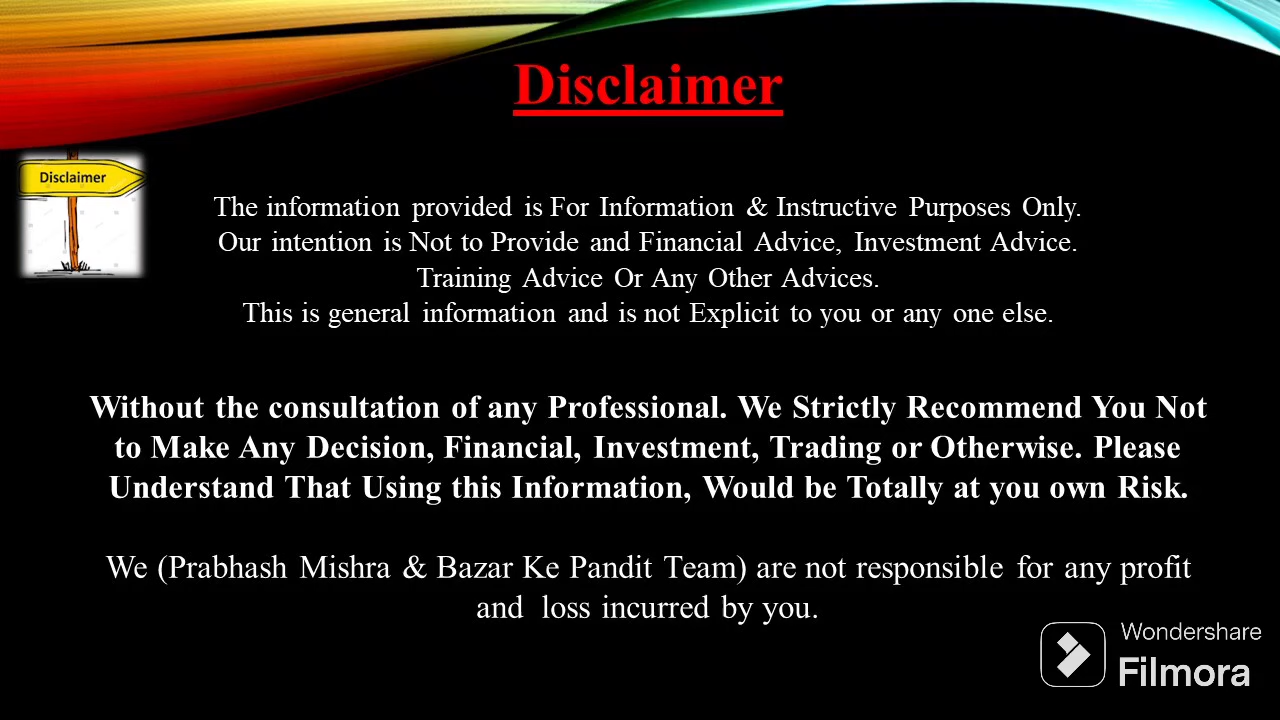 Disclaimer
Disclaimer
The information provided is For Information & Instructive Purposes Only.
Our intention is Not to Provide and Financial Advice, Investment Advice.
Training Advice Or Any Other Advices.
This is general information and is not Explicit to you or any one else.
Without the consultation of any Professional. We Strictly Recommend You Not
to Make Any Decision, Financial, Investment, Trading or Otherwise. Please
Understand That Using this Information, Would be Totally at you own Risk.
We (Prabhash Mishra & Bazar Ke Pandit Team) are not responsible for any profit
and loss incurred by you.
Wondershare
Filmora